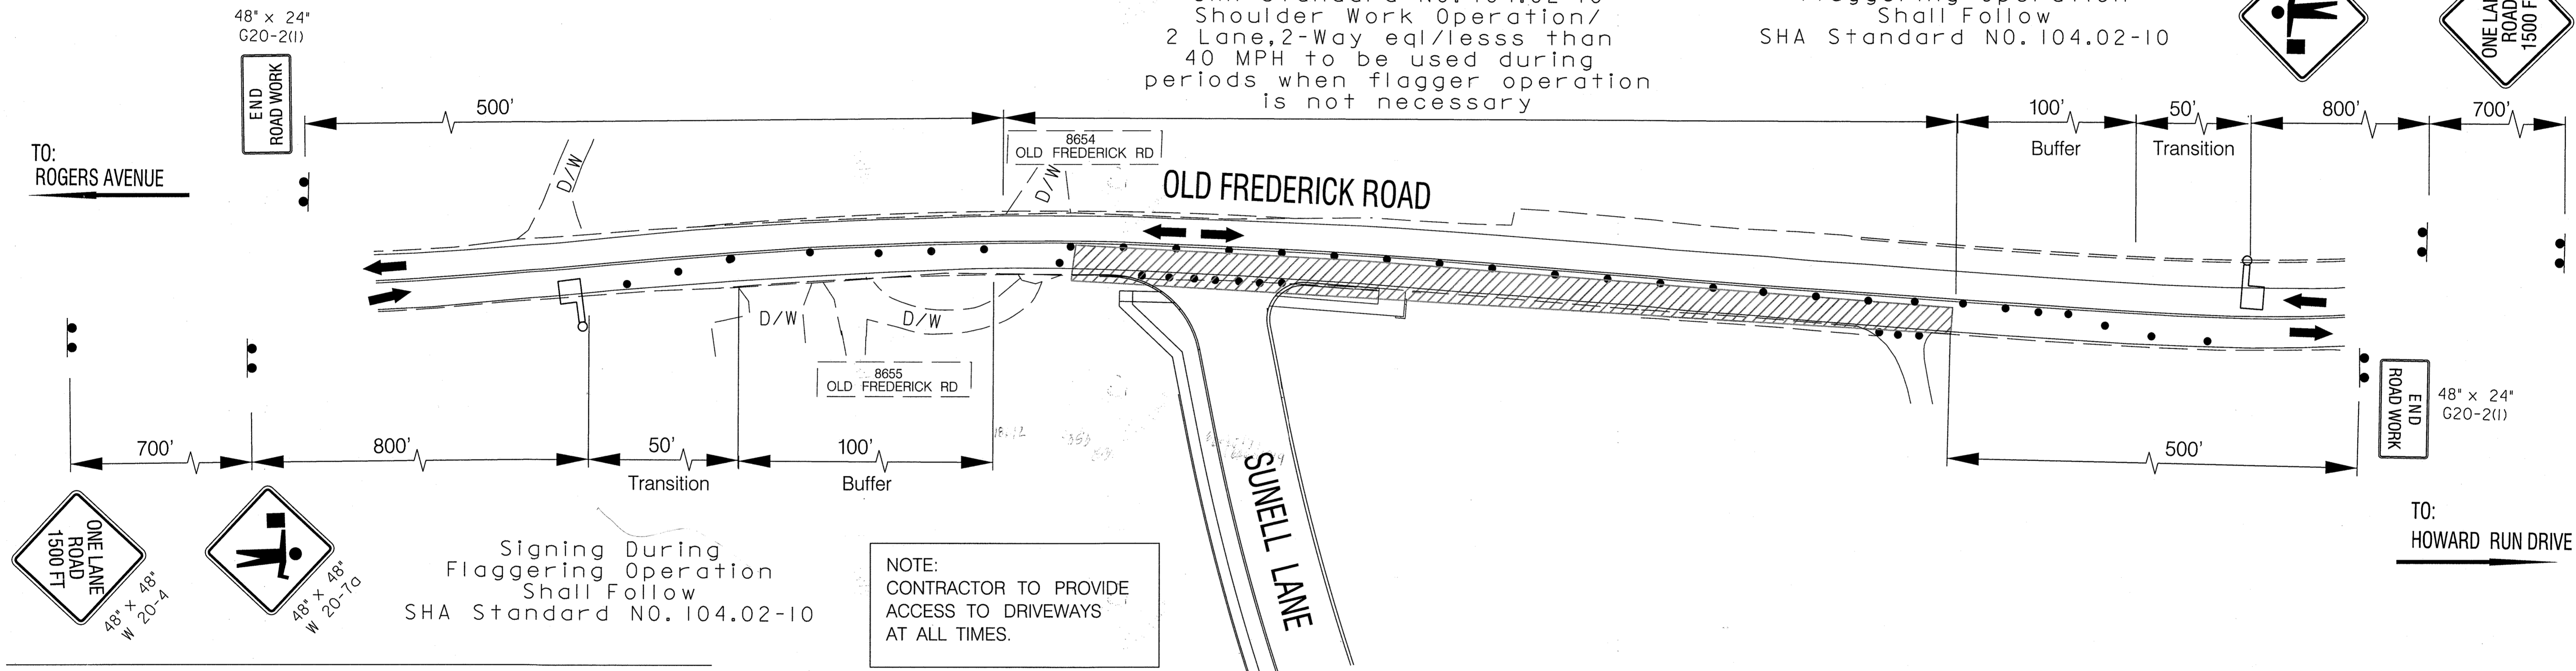 48" x 24"
G20-2(1)
END
ROAD WORK
Shoulder Work Operation/
2 Lane,2-Way eql/lesss than
40 MPH to be used during
periods when flagger operation
is not necessary
Shall Follow
SHA Standard NO. 104.02-10
ROAD
1500 F
500'
100'
Buffer
50'
Transition
800'
700'
TO:
ROGERS AVENUE
D/W
8654
OLD FREDERICK RD
D/W
OLD FREDERICK ROAD
D/W
D/W
8655
OLD FREDERICK RD
END
ROAD WORK
48" x 24"
G20-2(1)
700'
800'
50'
Transition
100'
Buffer
500'
SUNELL LANE
ONE LANE
ROAD
1500 FT
48" x 48"
W 20-4
48" x 48"
W 20-7a
Signing During
Flaggering Operation
Shall Follow
SHA Standard NO. 104.02-10
NOTE:
CONTRACTOR TO PROVIDE
ACCESS TO DRIVEWAYS
AT ALL TIMES.
TO:
HOWARD RUN DRIVE